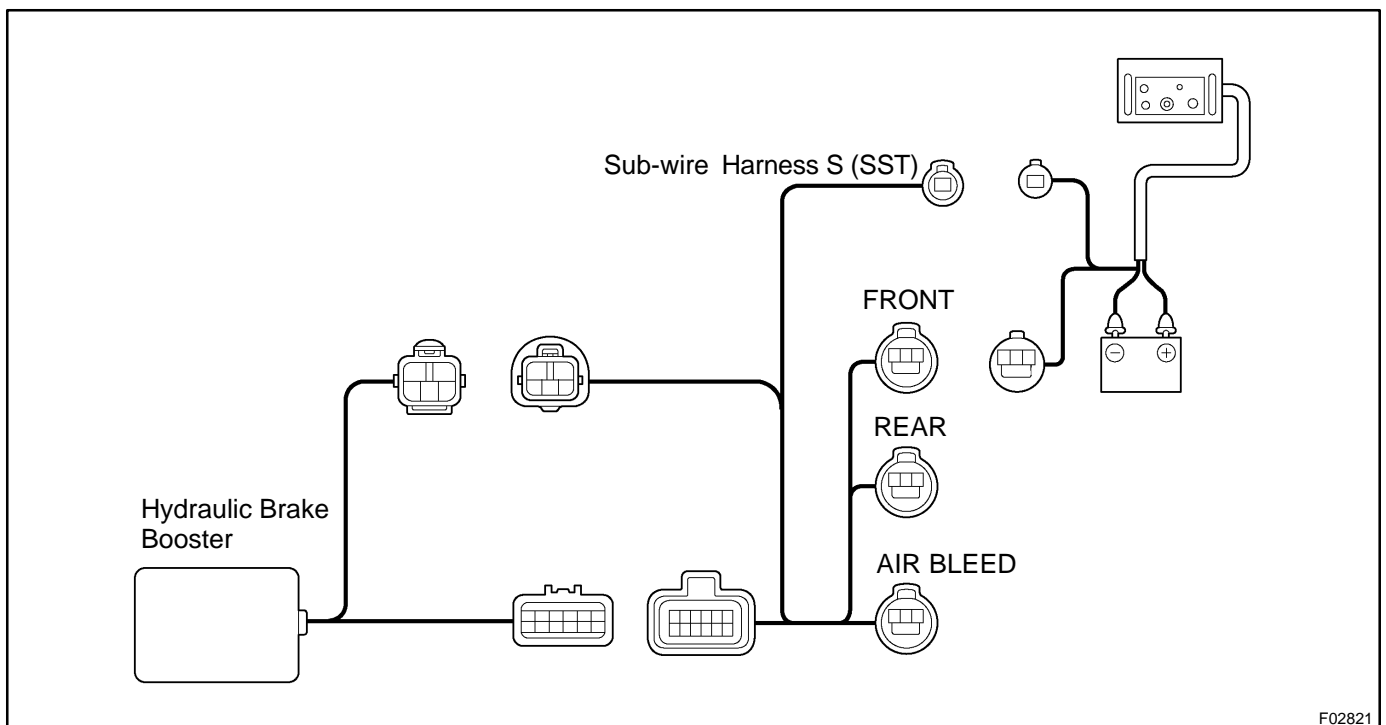 Sub-wire Harness S (SST)
FRONT
REAR
Hydraulic Brake
Booster
AIR BLEED
F02821